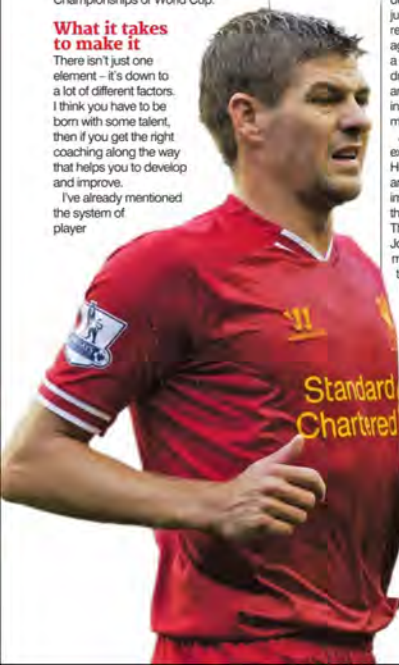 Championships or World Cup.
What it takes
to make it
There isn't just one
element – it's down to
a lot of different factors.
I think you have to be
born with some talent,
then if you get the right
coaching along the way
that helps you to develop
and improve.
I've already mentioned
the system of
player
Standard
Chartered